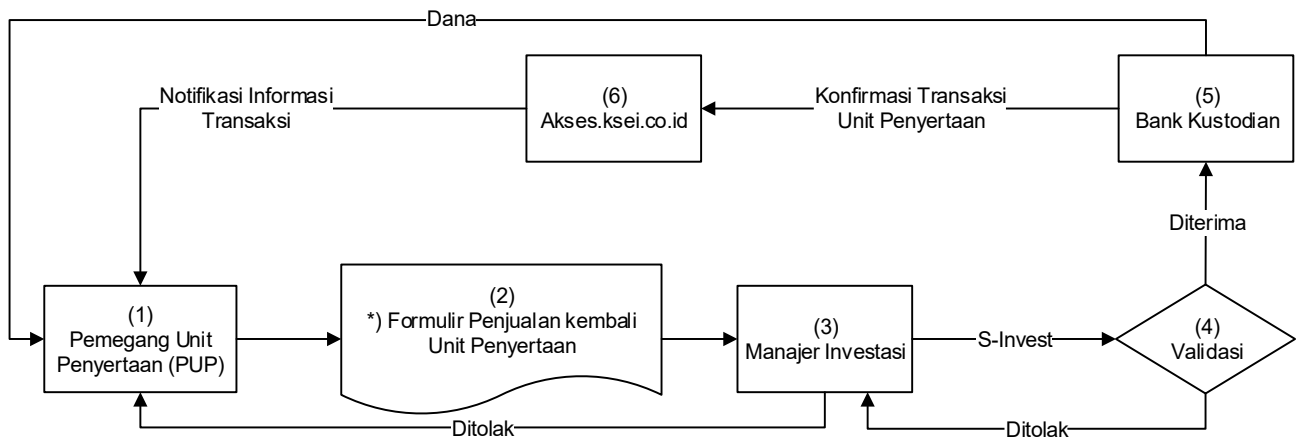 Dana
(6)
Akses.ksei.co.id
(5)
Bank Kustodian
Notifikasi Informasi
Transaksi
Konfirmasi Transaksi
Unit Penyertaan
Diterima
(1)
Pemegang Unit
Penyertaan (PUP)
(2)
*) Formulir Penjualan kembali
Unit Penyertaan
(3)
Manajer Investasi
S-Invest
(4)
Validasi
Ditolak
Ditolak